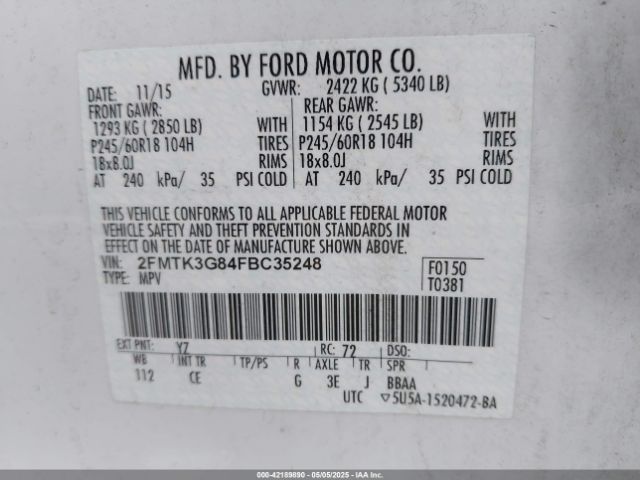 MFD. BY FORD MOTOR CO.
DATE: 11/15 GVWR: 2422 KG ( 5340 LB)
FRONT GAWR: REAR GAWR:
1293 KG ( 2850 LB) WITH 1154 KG ( 2545 LB) WITH
P245/60R18 104H TIRES P245/60R18 104H TIRES
18x8.0J RIMS 18x8.0J RIMS
AT 240 kPa/ 35 PSI COLD AT 240 kPa/ 35 PSI COLD
THIS VEHICLE CONFORMS TO ALL APPLICABLE FEDERAL MOTOR
VEHICLE SAFETY AND THEFT PREVENTION STANDARDS IN
EFFECT ON THE DATE OF MANUFACTURE SHOWN ABOVE.
VIN: 2FMTK3G84FBC35248 F0150
TYPE: MPV T0381
EXT PNT: YZ RC: 72 DSO:
WB INT TR TP/PS R AXLE TR SPR
112 CE G 3E J BBAA
UTC ▽5U5A-1520472-BA
000-42189890 - 05/05/2025 - IAAI.COM